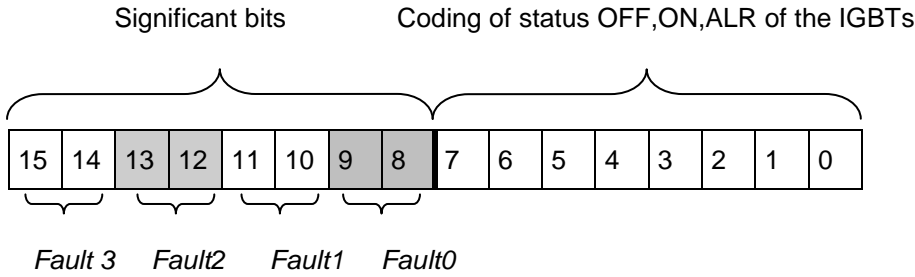 Significant bits Coding of status OFF,ON,ALR of the IGBTs
15 14 13 12 11 10 9 8 7 6 5 4 3 2 1 0
Fault 3 Fault2 Fault1 Fault0